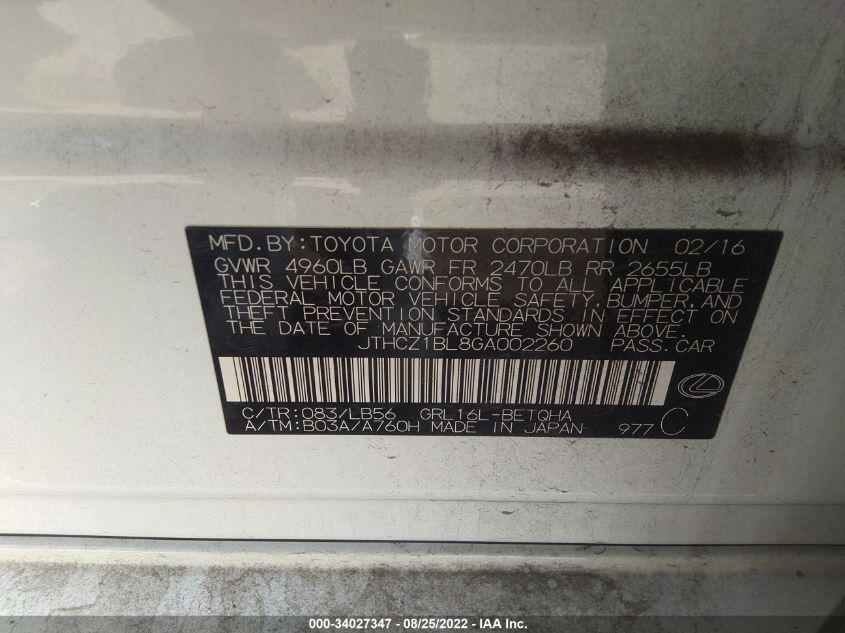 MFD. BY: TOYOTA MOTOR CORPORATION 02/16
GVWR 4960LB GAWR FR 2470LB RR 2655LB
THIS VEHICLE CONFORMS TO ALL APPLICABLE
FEDERAL MOTOR VEHICLE SAFETY, BUMPER, AND
THEFT PREVENTION STANDARDS IN EFFECT ON
THE DATE OF MANUFACTURE SHOWN ABOVE.
JTHCZ1BL8GA002260 PASS. CAR
C/TR: 083/LB56 GRL16L-BETQHA
A/TM: B03A/A760H MADE IN JAPAN 977 C
000-34027347 - 08/25/2022 - IAA Inc.